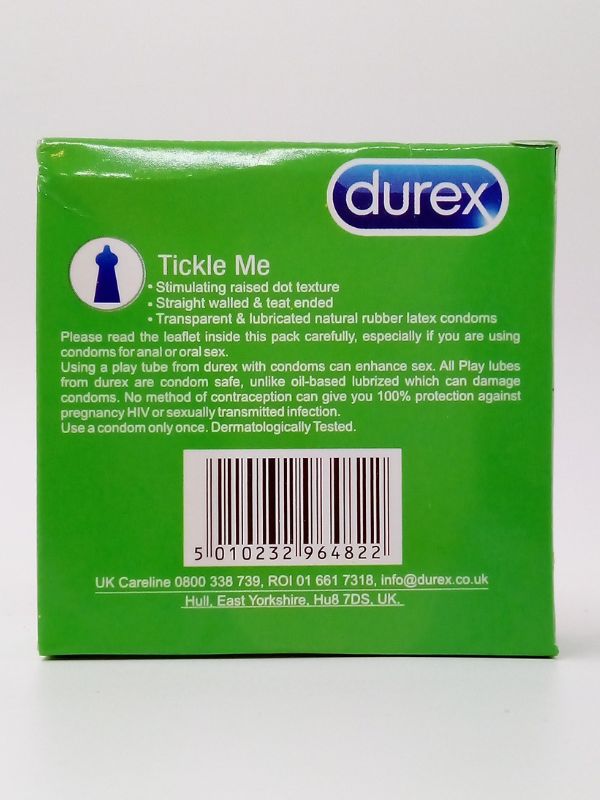 durex
Tickle Me
• Stimulating raised dot texture
• Straight walled & teat ended
• Transparent & lubricated natural rubber latex condoms
Please read the leaflet inside this pack carefully, especially if you are using
condoms for anal or oral sex.
Using a play tube from durex with condoms can enhance sex. All Play lubes
from durex are condom safe, unlike oil-based lubrized which can damage
condoms. No method of contraception can give you 100% protection against
pregnancy HIV or sexually transmitted infection.
Use a condom only once. Dermatologically Tested.
5 010232 964822
UK Careline 0800 338 739, ROI 01 661 7318, info@durex.co.uk
Hull, East Yorkshire, Hu8 7DS, UK.